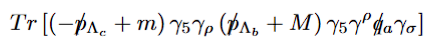 Tr [(−p̸_{Λ_c} + m) γ_5 γ_ρ (p̸_{Λ_b} + M) γ_5 γ^ρ q̸_a γ_σ]